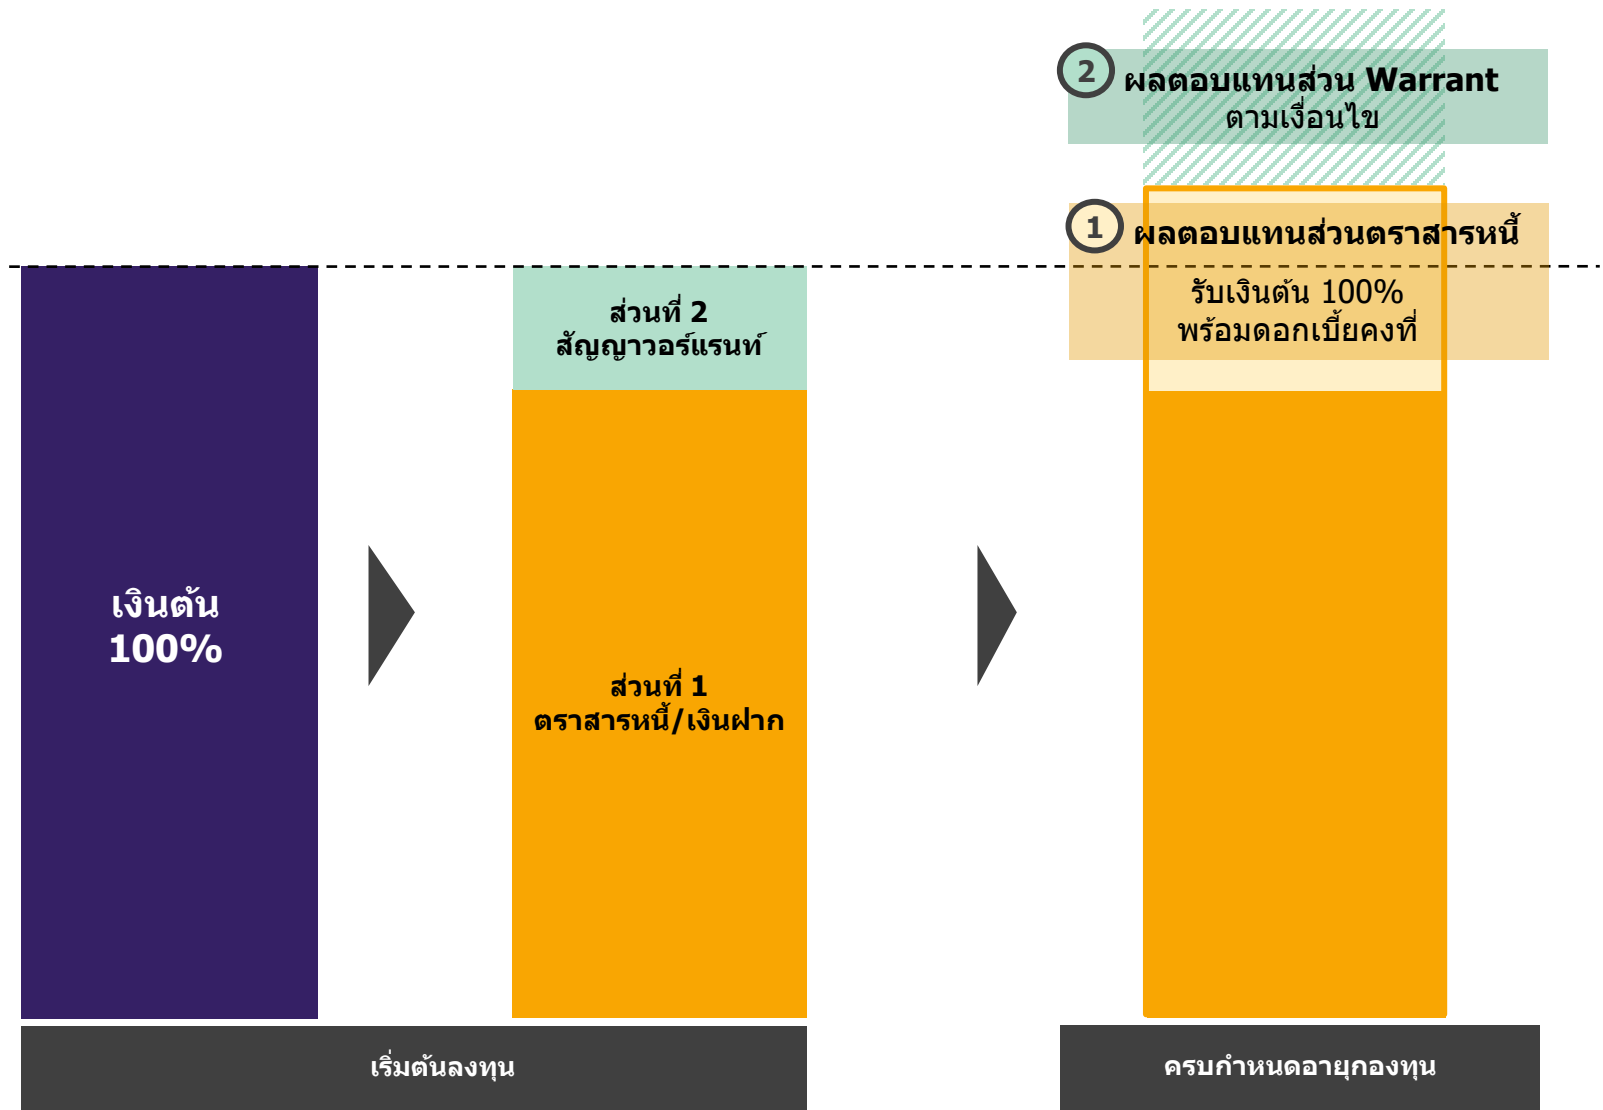 2
ผลตอบแทนส่วน Warrant
ตามเงื่อนไข
1
ผลตอบแทนส่วนตราสารหนี้
รับเงินต้น 100%
พร้อมดอกเบี้ยคงที่
ส่วนที่ 2
สัญญาวอร์แรนท์
เงินต้น
100%
ส่วนที่ 1
ตราสารหนี้/เงินฝาก
เริ่มต้นลงทุน
ครบกำหนดอายุกองทุน